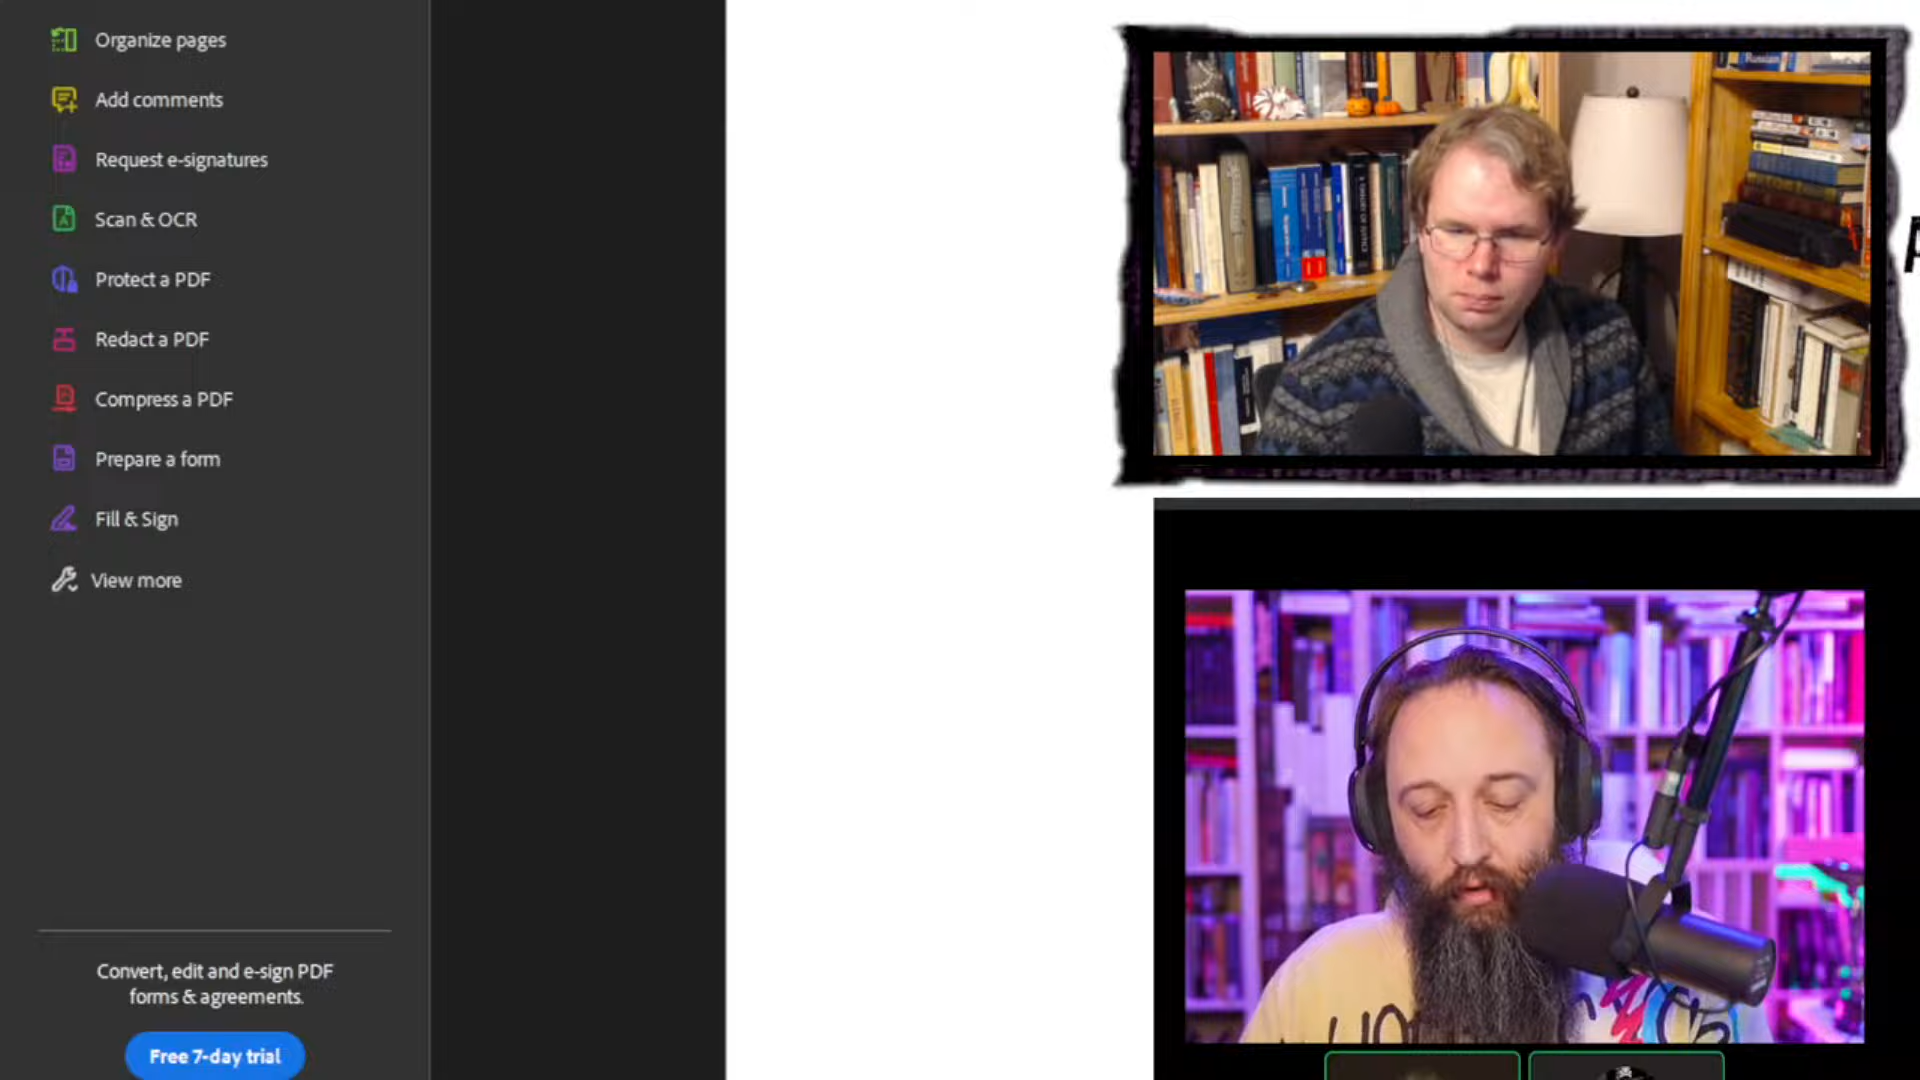 Organize pages
Add comments
Request e-signatures
Scan & OCR
Protect a PDF
Redact a PDF
Compress a PDF
Prepare a form
Fill & Sign
View more
Convert, edit and e-sign PDF
forms & agreements.
Free 7-day trial
Russian